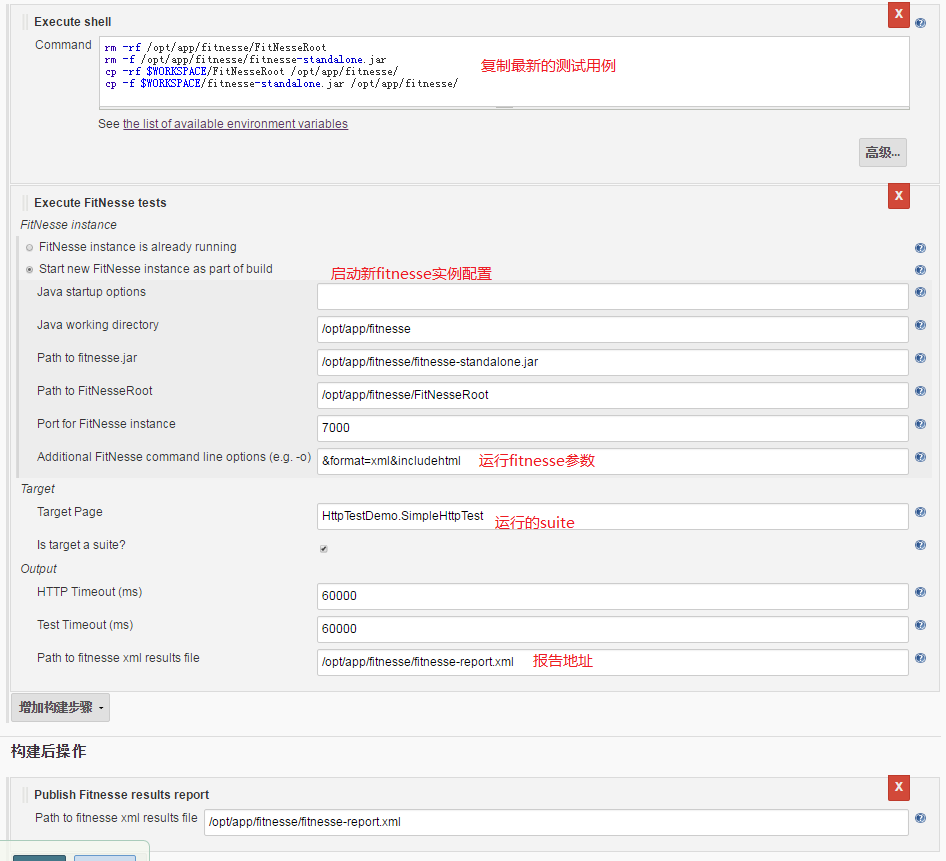 Execute shell
X
Command
rm -rf /opt/app/fitnesse/FitNesseRoot
rm -f /opt/app/fitnesse/fitnesse-standalone.jar
cp -rf $WORKSPACE/FitNesseRoot /opt/app/fitnesse/
cp -f $WORKSPACE/fitnesse-standalone.jar /opt/app/fitnesse/
复制最新的测试用例
See the list of available environment variables
高级...
Execute FitNesse tests
X
FitNesse instance
FitNesse instance is already running
Start new FitNesse instance as part of build
启动新fitnesse实例配置
Java startup options
Java working directory /opt/app/fitnesse
Path to fitnesse.jar /opt/app/fitnesse/fitnesse-standalone.jar
Path to FitNesseRoot /opt/app/fitnesse/FitNesseRoot
Port for FitNesse instance 7000
Additional FitNesse command line options (e.g. -o) &format=xml&includehtml 运行fitnesse参数
Target
Target Page HttpTestDemo.SimpleHttpTest 运行的suite
Is target a suite?
Output
HTTP Timeout (ms) 60000
Test Timeout (ms) 60000
Path to fitnesse xml results file /opt/app/fitnesse/fitnesse-report.xml 报告地址
增加构建步骤
构建后操作
Publish Fitnesse results report
X
Path to fitnesse xml results file /opt/app/fitnesse/fitnesse-report.xml